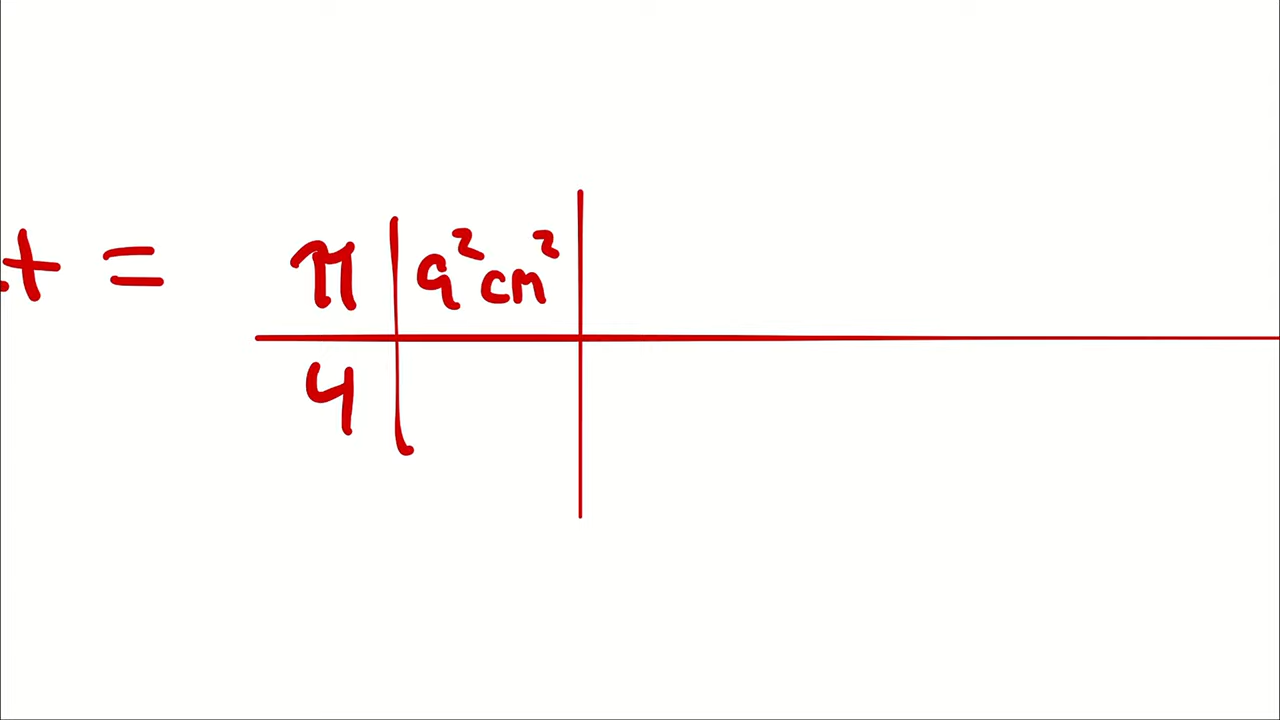 t = π | 9² cm² |
4 |